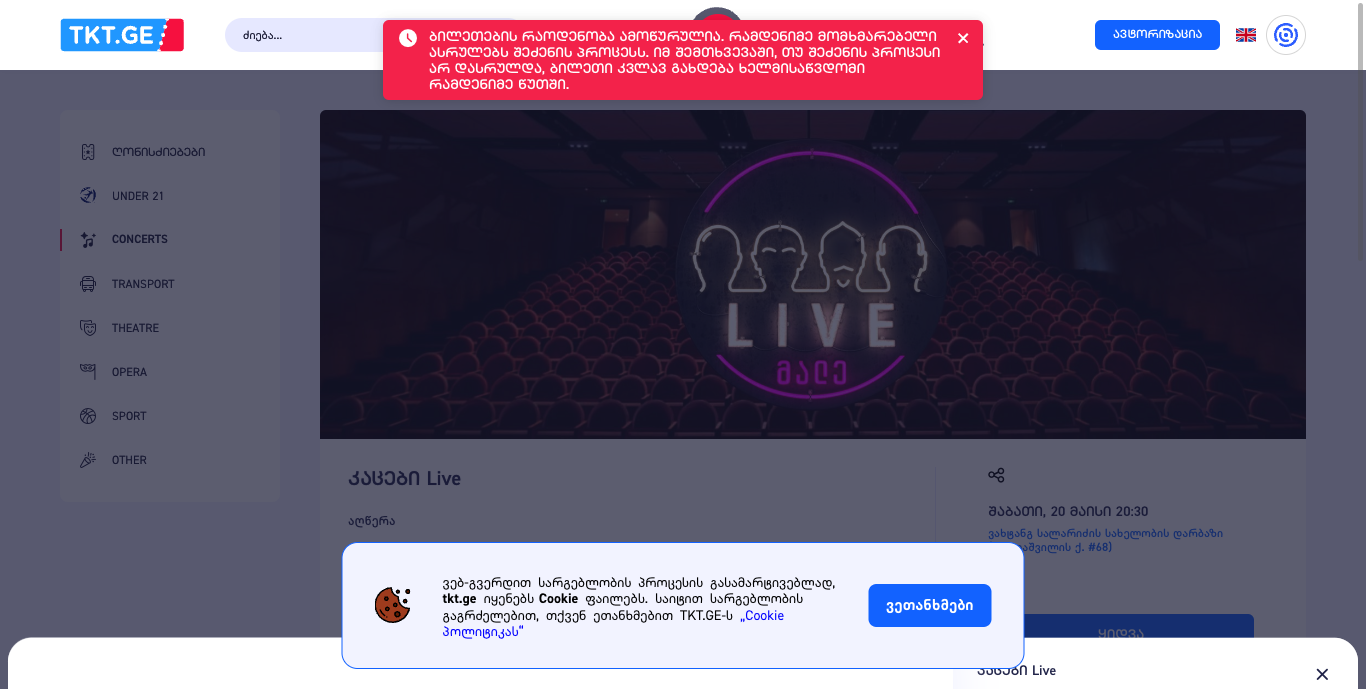 TKT.GE
ძიება...
ბილეთების რაოდენობა ამოწურულია. რამდენიმე მომხმარებელი
ასრულებს შეძენის პროცესს. იმ შემთხვევაში, თუ შეძენის პროცესი
არ დასრულდა, ბილეთი კვლავ გახდება ხელმისაწვდომი
რამდენიმე წუთში.
ავტორიზაცია
ღონისძიებები
UNDER 21
CONCERTS
TRANSPORT
THEATRE
OPERA
SPORT
OTHER
LIVE
მალე
კაცები Live
აღწერა
შაბათი, 20 მაისი 20:30
ვახტანგ სალარიძის სახელობის დარბაზი
ქ. #68)
ყიდვა
ვებ-გვერდით სარგებლობის პროცესის გასამარტივებლად,
tkt.ge იყენებს Cookie ფაილებს. საიტით სარგებლობის
გაგრძელებით, თქვენ ეთანხმებით TKT.GE-ს „Cookie
პოლიტიკას“
ვეთანხმები
კაცები Live